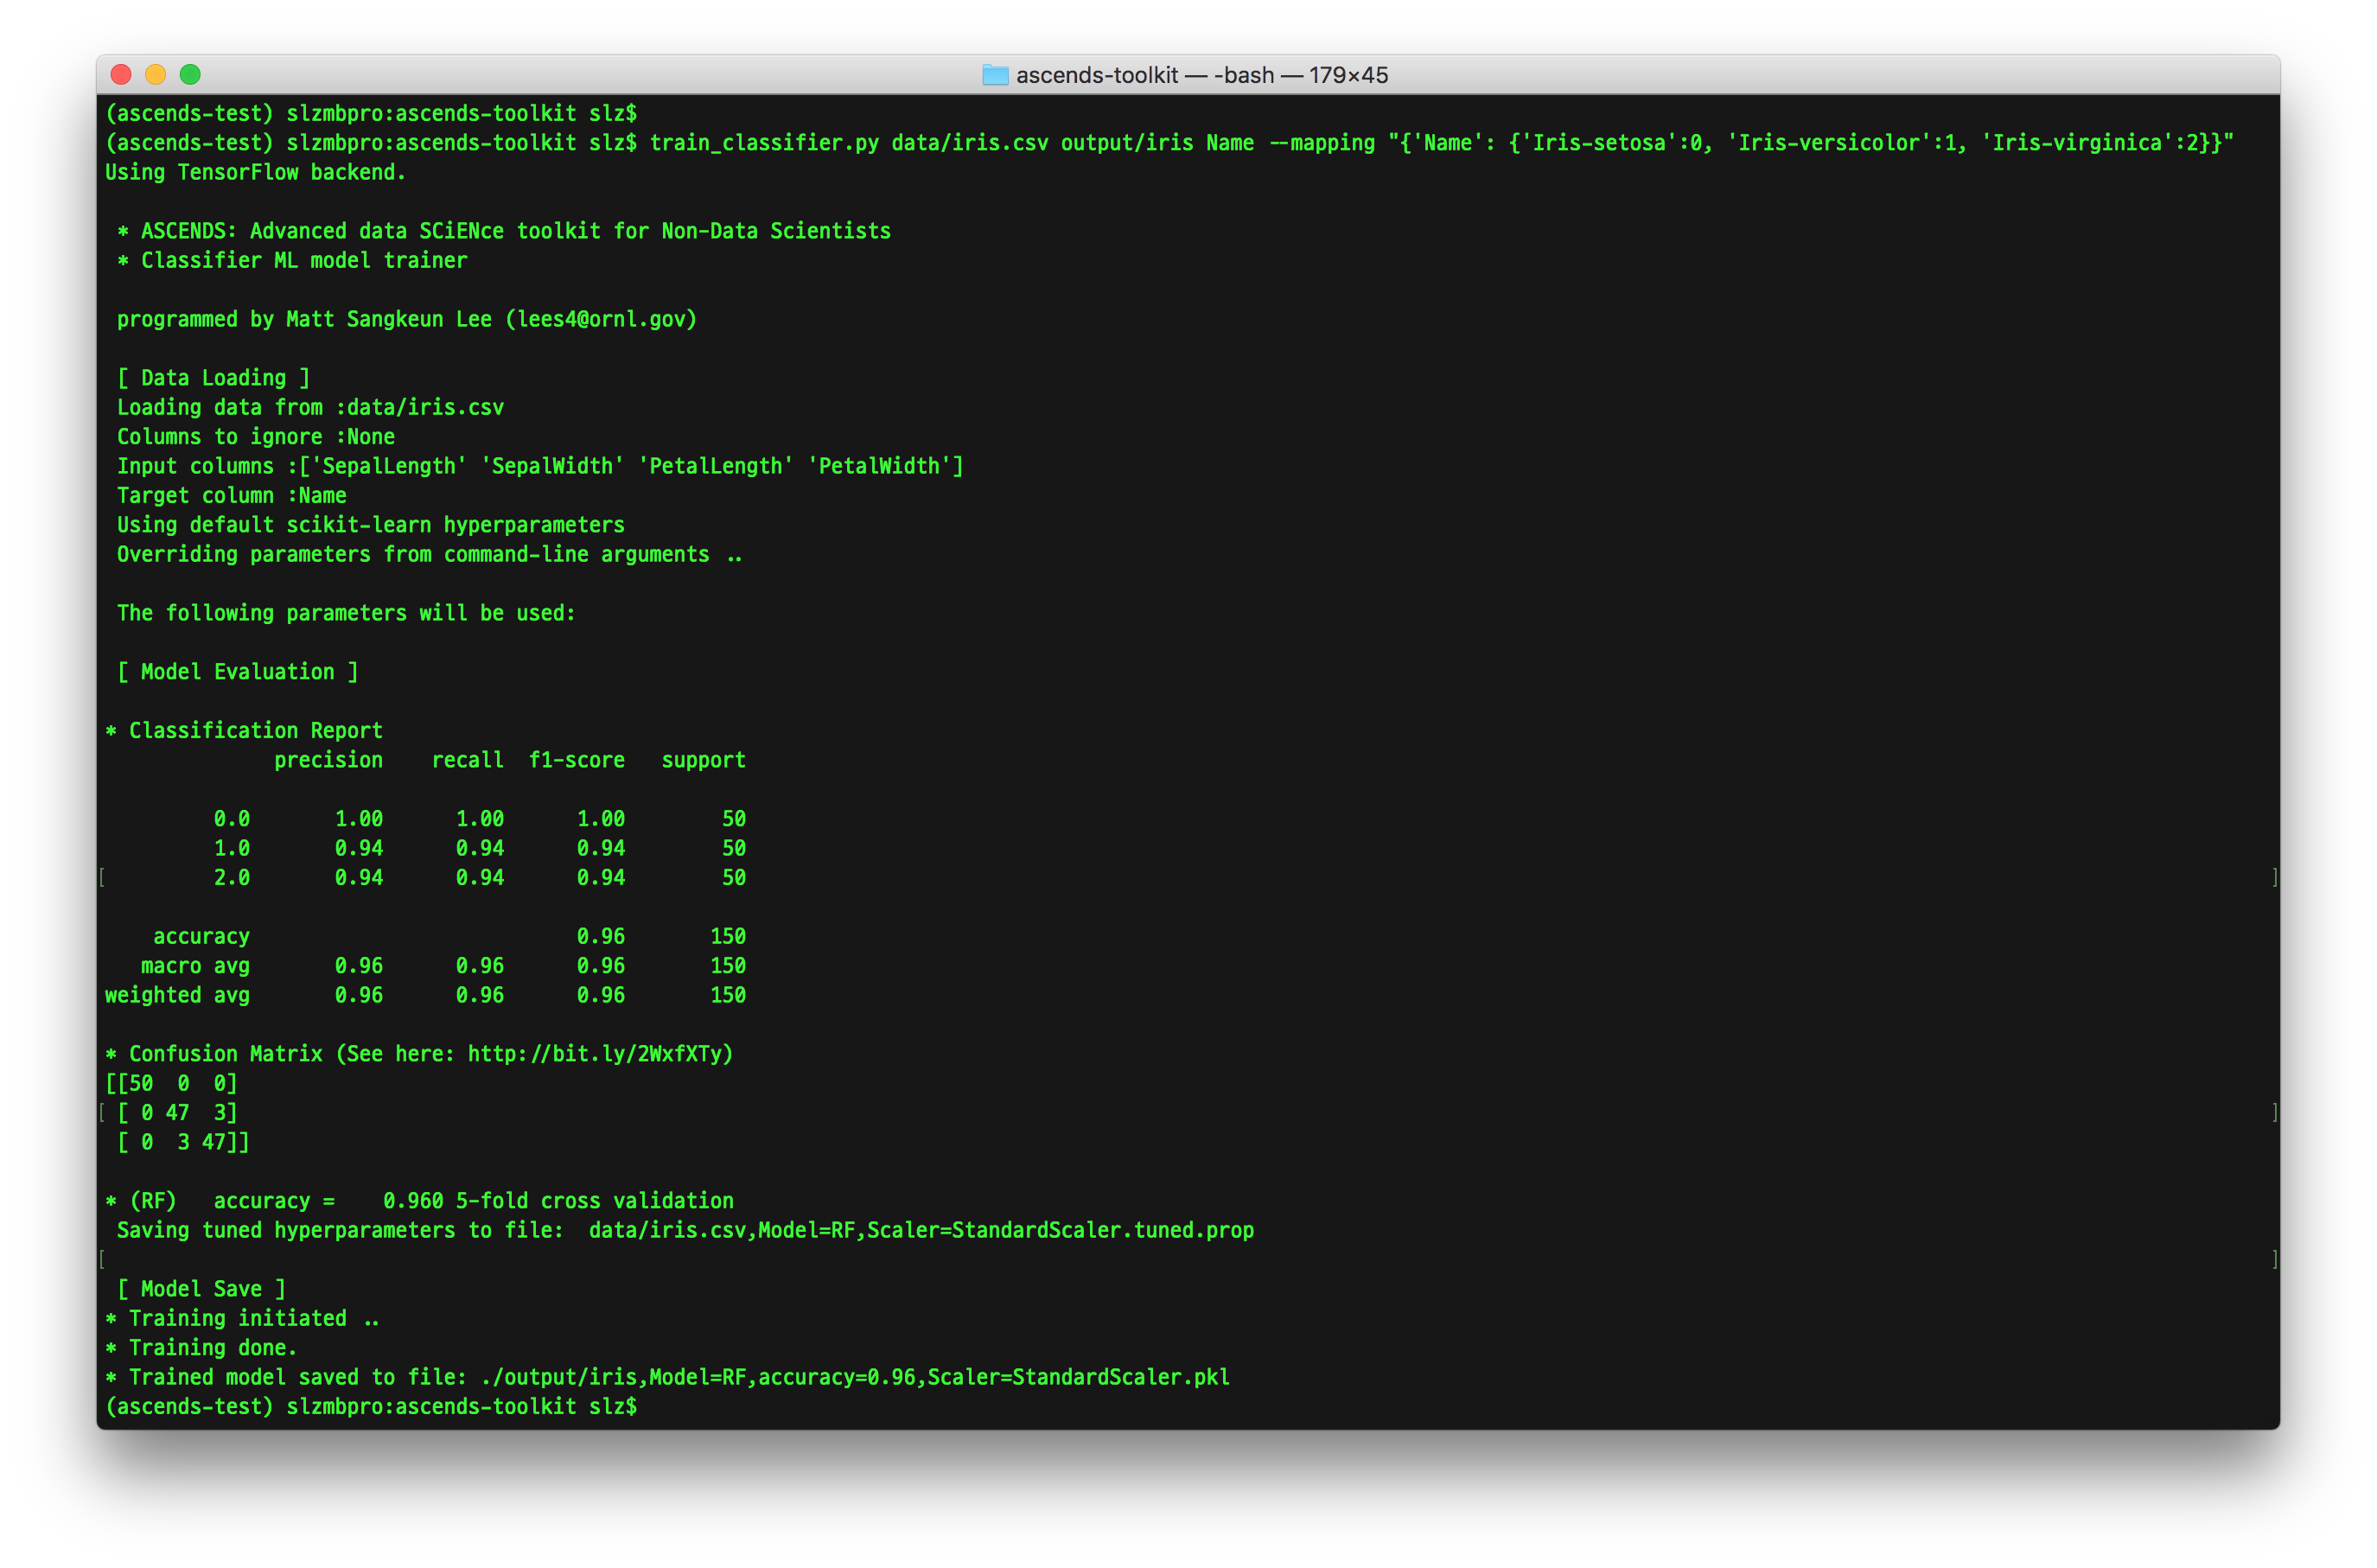 ascends-toolkit — -bash — 179×45
(ascends-test) slzmbpro:ascends-toolkit slz$
(ascends-test) slzmbpro:ascends-toolkit slz$ train_classifier.py data/iris.csv output/iris Name --mapping "{'Name': {'Iris-setosa':0, 'Iris-versicolor':1, 'Iris-virginica':2}}"
Using TensorFlow backend.
* ASCENDS: Advanced data SCiENce toolkit for Non-Data Scientists
* Classifier ML model trainer
programmed by Matt Sangkeun Lee (lees4@ornl.gov)
[ Data Loading ]
Loading data from :data/iris.csv
Columns to ignore :None
Input columns :['SepalLength' 'SepalWidth' 'PetalLength' 'PetalWidth']
Target column :Name
Using default scikit-learn hyperparameters
Overriding parameters from command-line arguments ..
The following parameters will be used:
[ Model Evaluation ]
* Classification Report
precision    recall  f1-score   support
0.0       1.00      1.00      1.00        50
1.0       0.94      0.94      0.94        50
[         2.0       0.94      0.94      0.94        50 ]
accuracy                           0.96       150
macro avg       0.96      0.96      0.96       150
weighted avg       0.96      0.96      0.96       150
* Confusion Matrix (See here: http://bit.ly/2WxfXTy)
[[50  0  0]
[ [ 0 47  3] ]
[ 0  3 47]]
* (RF)   accuracy =    0.960 5-fold cross validation
Saving tuned hyperparameters to file:  data/iris.csv,Model=RF,Scaler=StandardScaler.tuned.prop
[ ]
[ Model Save ]
* Training initiated ..
* Training done.
* Trained model saved to file: ./output/iris,Model=RF,accuracy=0.96,Scaler=StandardScaler.pkl
(ascends-test) slzmbpro:ascends-toolkit slz$